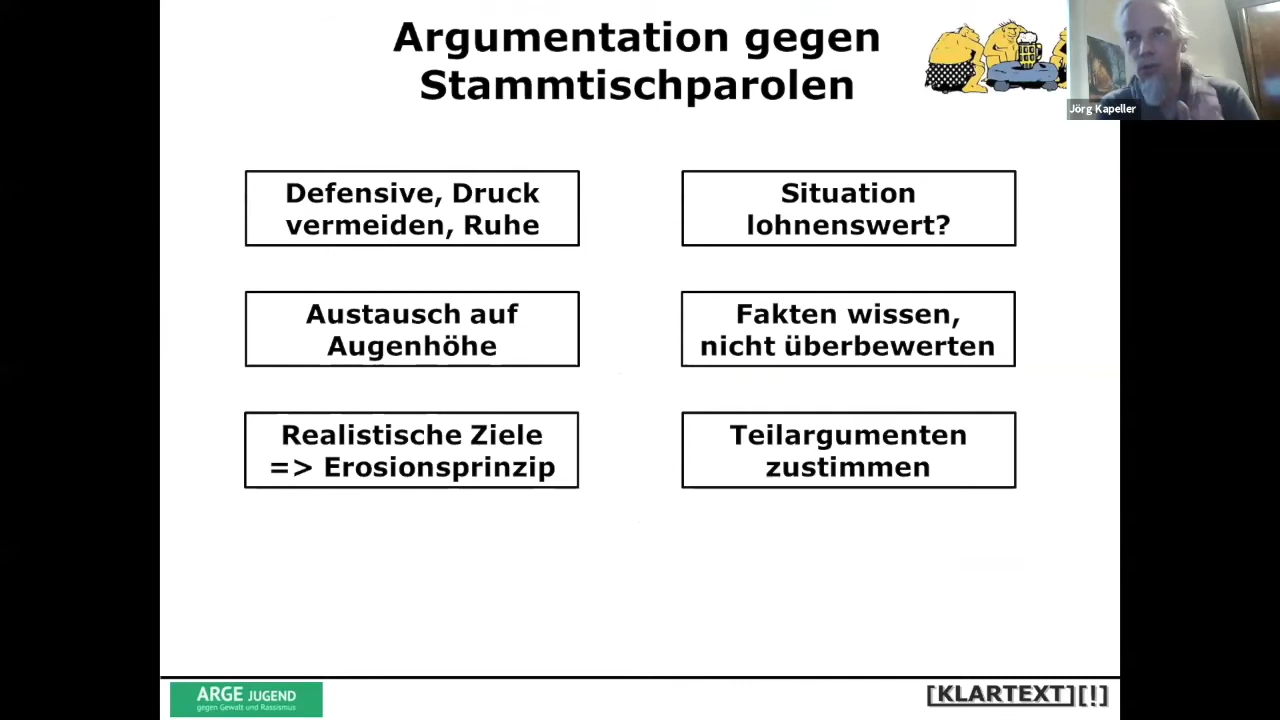 Argumentation gegen
Stammtischparolen
Jörg Kapeller
Defensive, Druck
vermeiden, Ruhe
Situation
lohnenswert?
Austausch auf
Augenhöhe
Fakten wissen,
nicht überbewerten
Realistische Ziele
=> Erosionsprinzip
Teilargumenten
zustimmen
ARGE JUGEND
gegen Gewalt und Rassismus
[KLARTEXT][!]